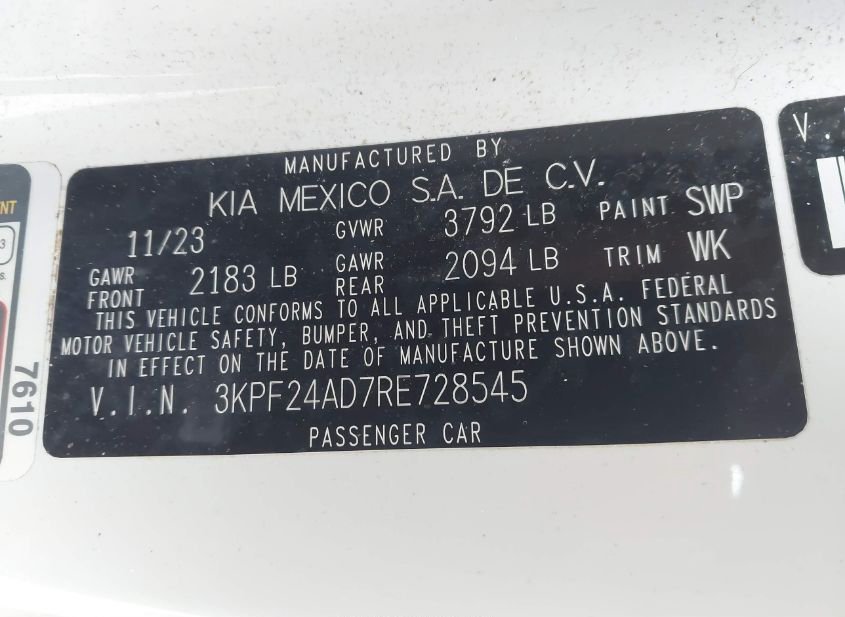 MANUFACTURED BY
KIA MEXICO S.A. DE C.V.
11/23 GVWR 3792 LB PAINT SWP
GAWR FRONT 2183 LB GAWR REAR 2094 LB TRIM WK
THIS VEHICLE CONFORMS TO ALL APPLICABLE U.S.A. FEDERAL
MOTOR VEHICLE SAFETY, BUMPER, AND THEFT PREVENTION STANDARDS
IN EFFECT ON THE DATE OF MANUFACTURE SHOWN ABOVE.
V.I.N. 3KPF24AD7RE728545
PASSENGER CAR
7610
V.